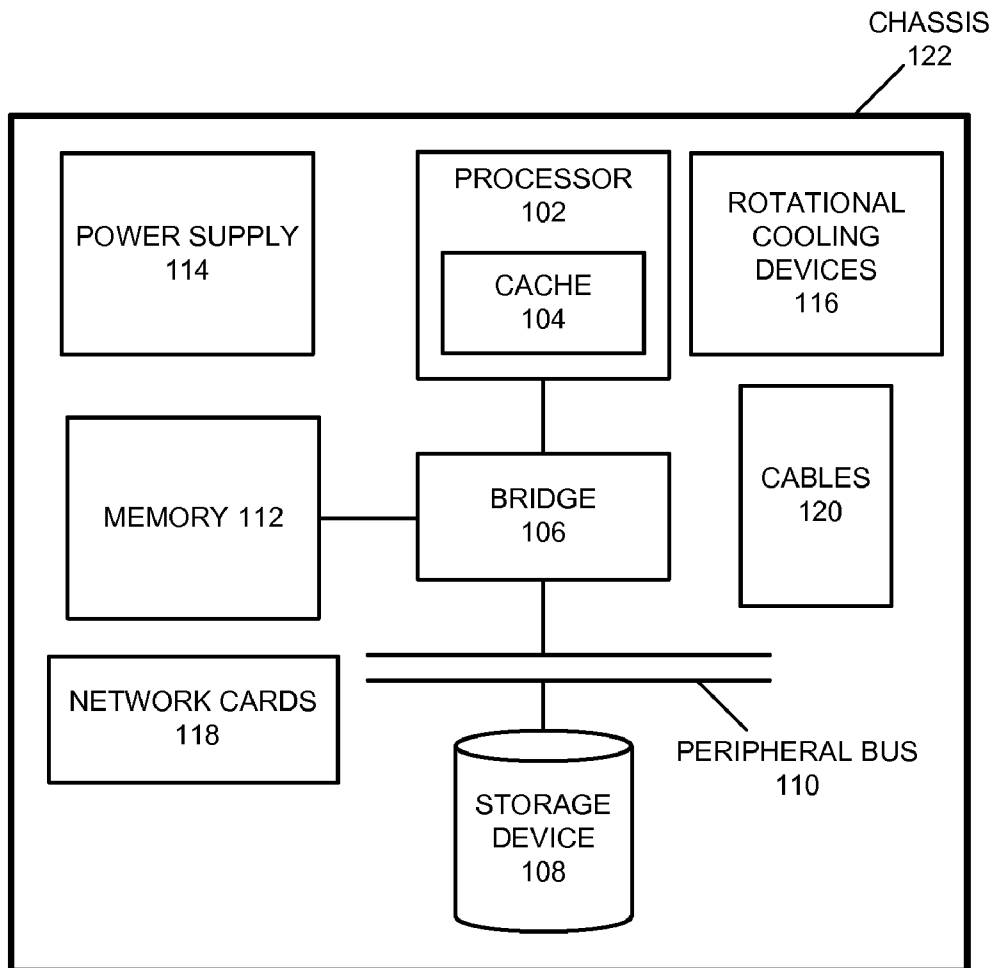 CHASSIS
122
POWER SUPPLY
114
PROCESSOR
102
CACHE
104
ROTATIONAL
COOLING
DEVICES
116
MEMORY 112
BRIDGE
106
CABLES
120
NETWORK CARDS
118
PERIPHERAL BUS
110
STORAGE
DEVICE
108